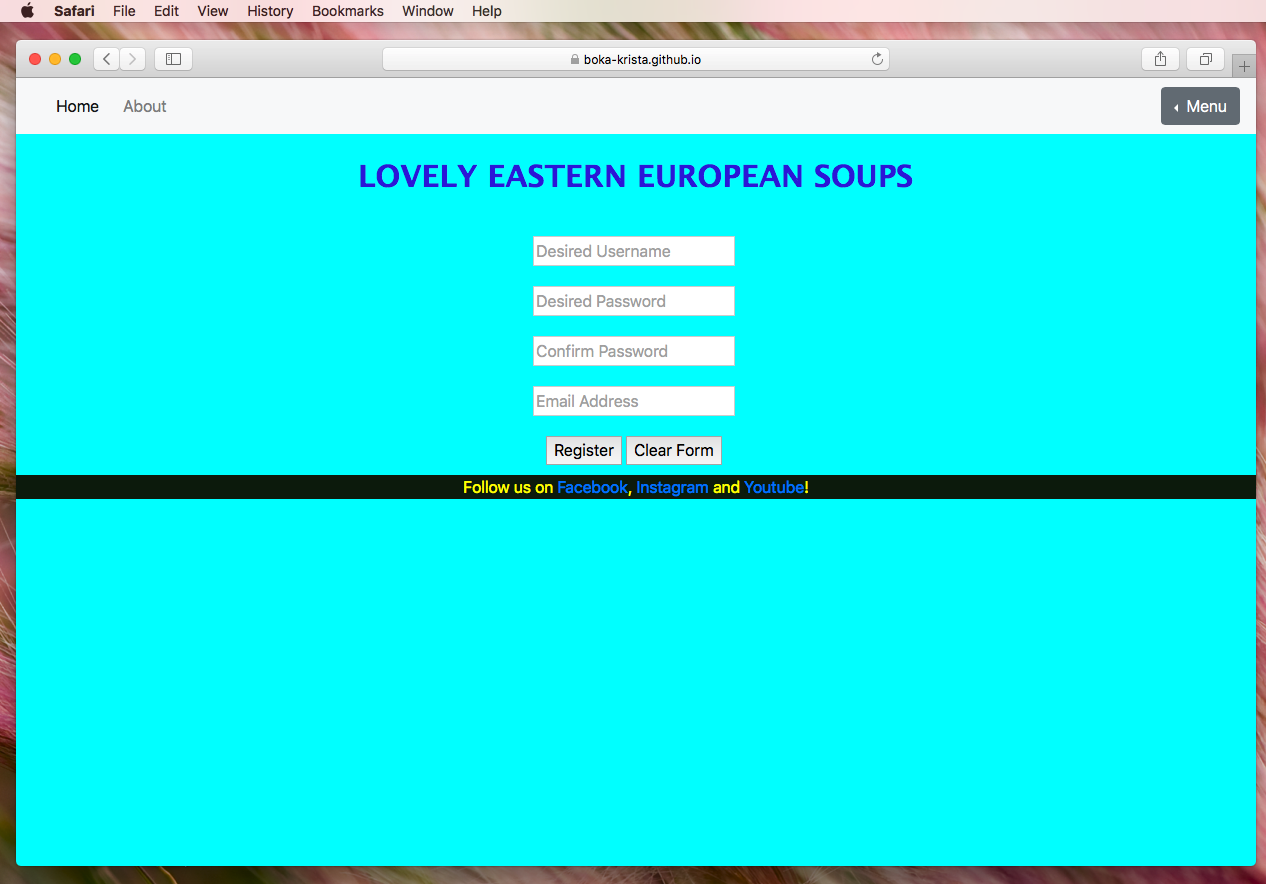 Safari File Edit View History Bookmarks Window Help
boka-krista.github.io
Home About Menu
LOVELY EASTERN EUROPEAN SOUPS
Desired Username
Desired Password
Confirm Password
Email Address
Register Clear Form
Follow us on Facebook, Instagram and Youtube!